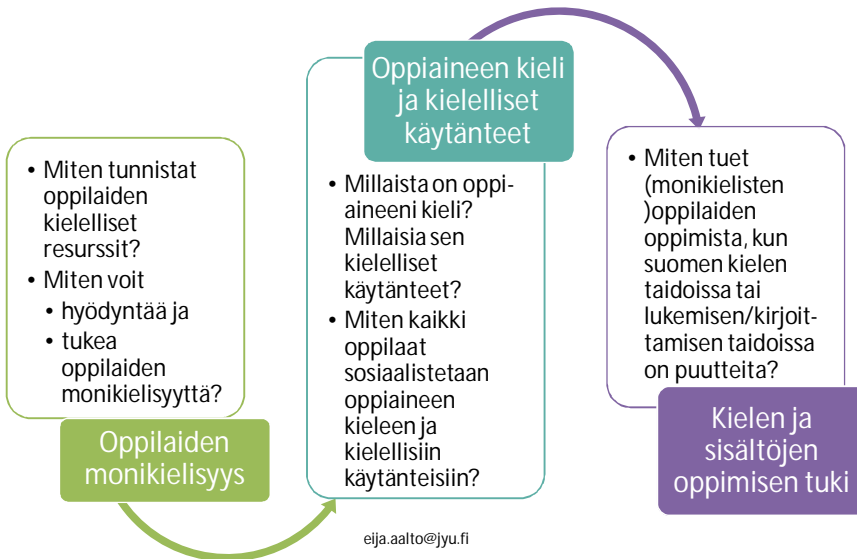 • Miten tunnistat
oppilaiden
kielelliset
resurssit?
• Miten voit
• hyödyntää ja
• tukea
oppilaiden
monikielisyyttä?
Oppilaiden
monikielisyys
Oppiaineen kieli
ja kielelliset
käytänteet
• Millaista on oppi-
aineeni kieli?
Millaisia sen
kielelliset
käytänteet?
• Miten kaikki
oppilaat
sosiaalistetaan
oppiaineen
kieleen ja
kielellisiin
käytänteisiin?
• Miten tuet
(monikielisten
)oppilaiden
oppimista, kun
suomen kielen
taidoissa tai
lukemisen/kirjoit-
tamisen taidoissa
on puutteita?
Kielen ja
sisältöjen
oppimisen tuki
eija.aalto@jyu.fi